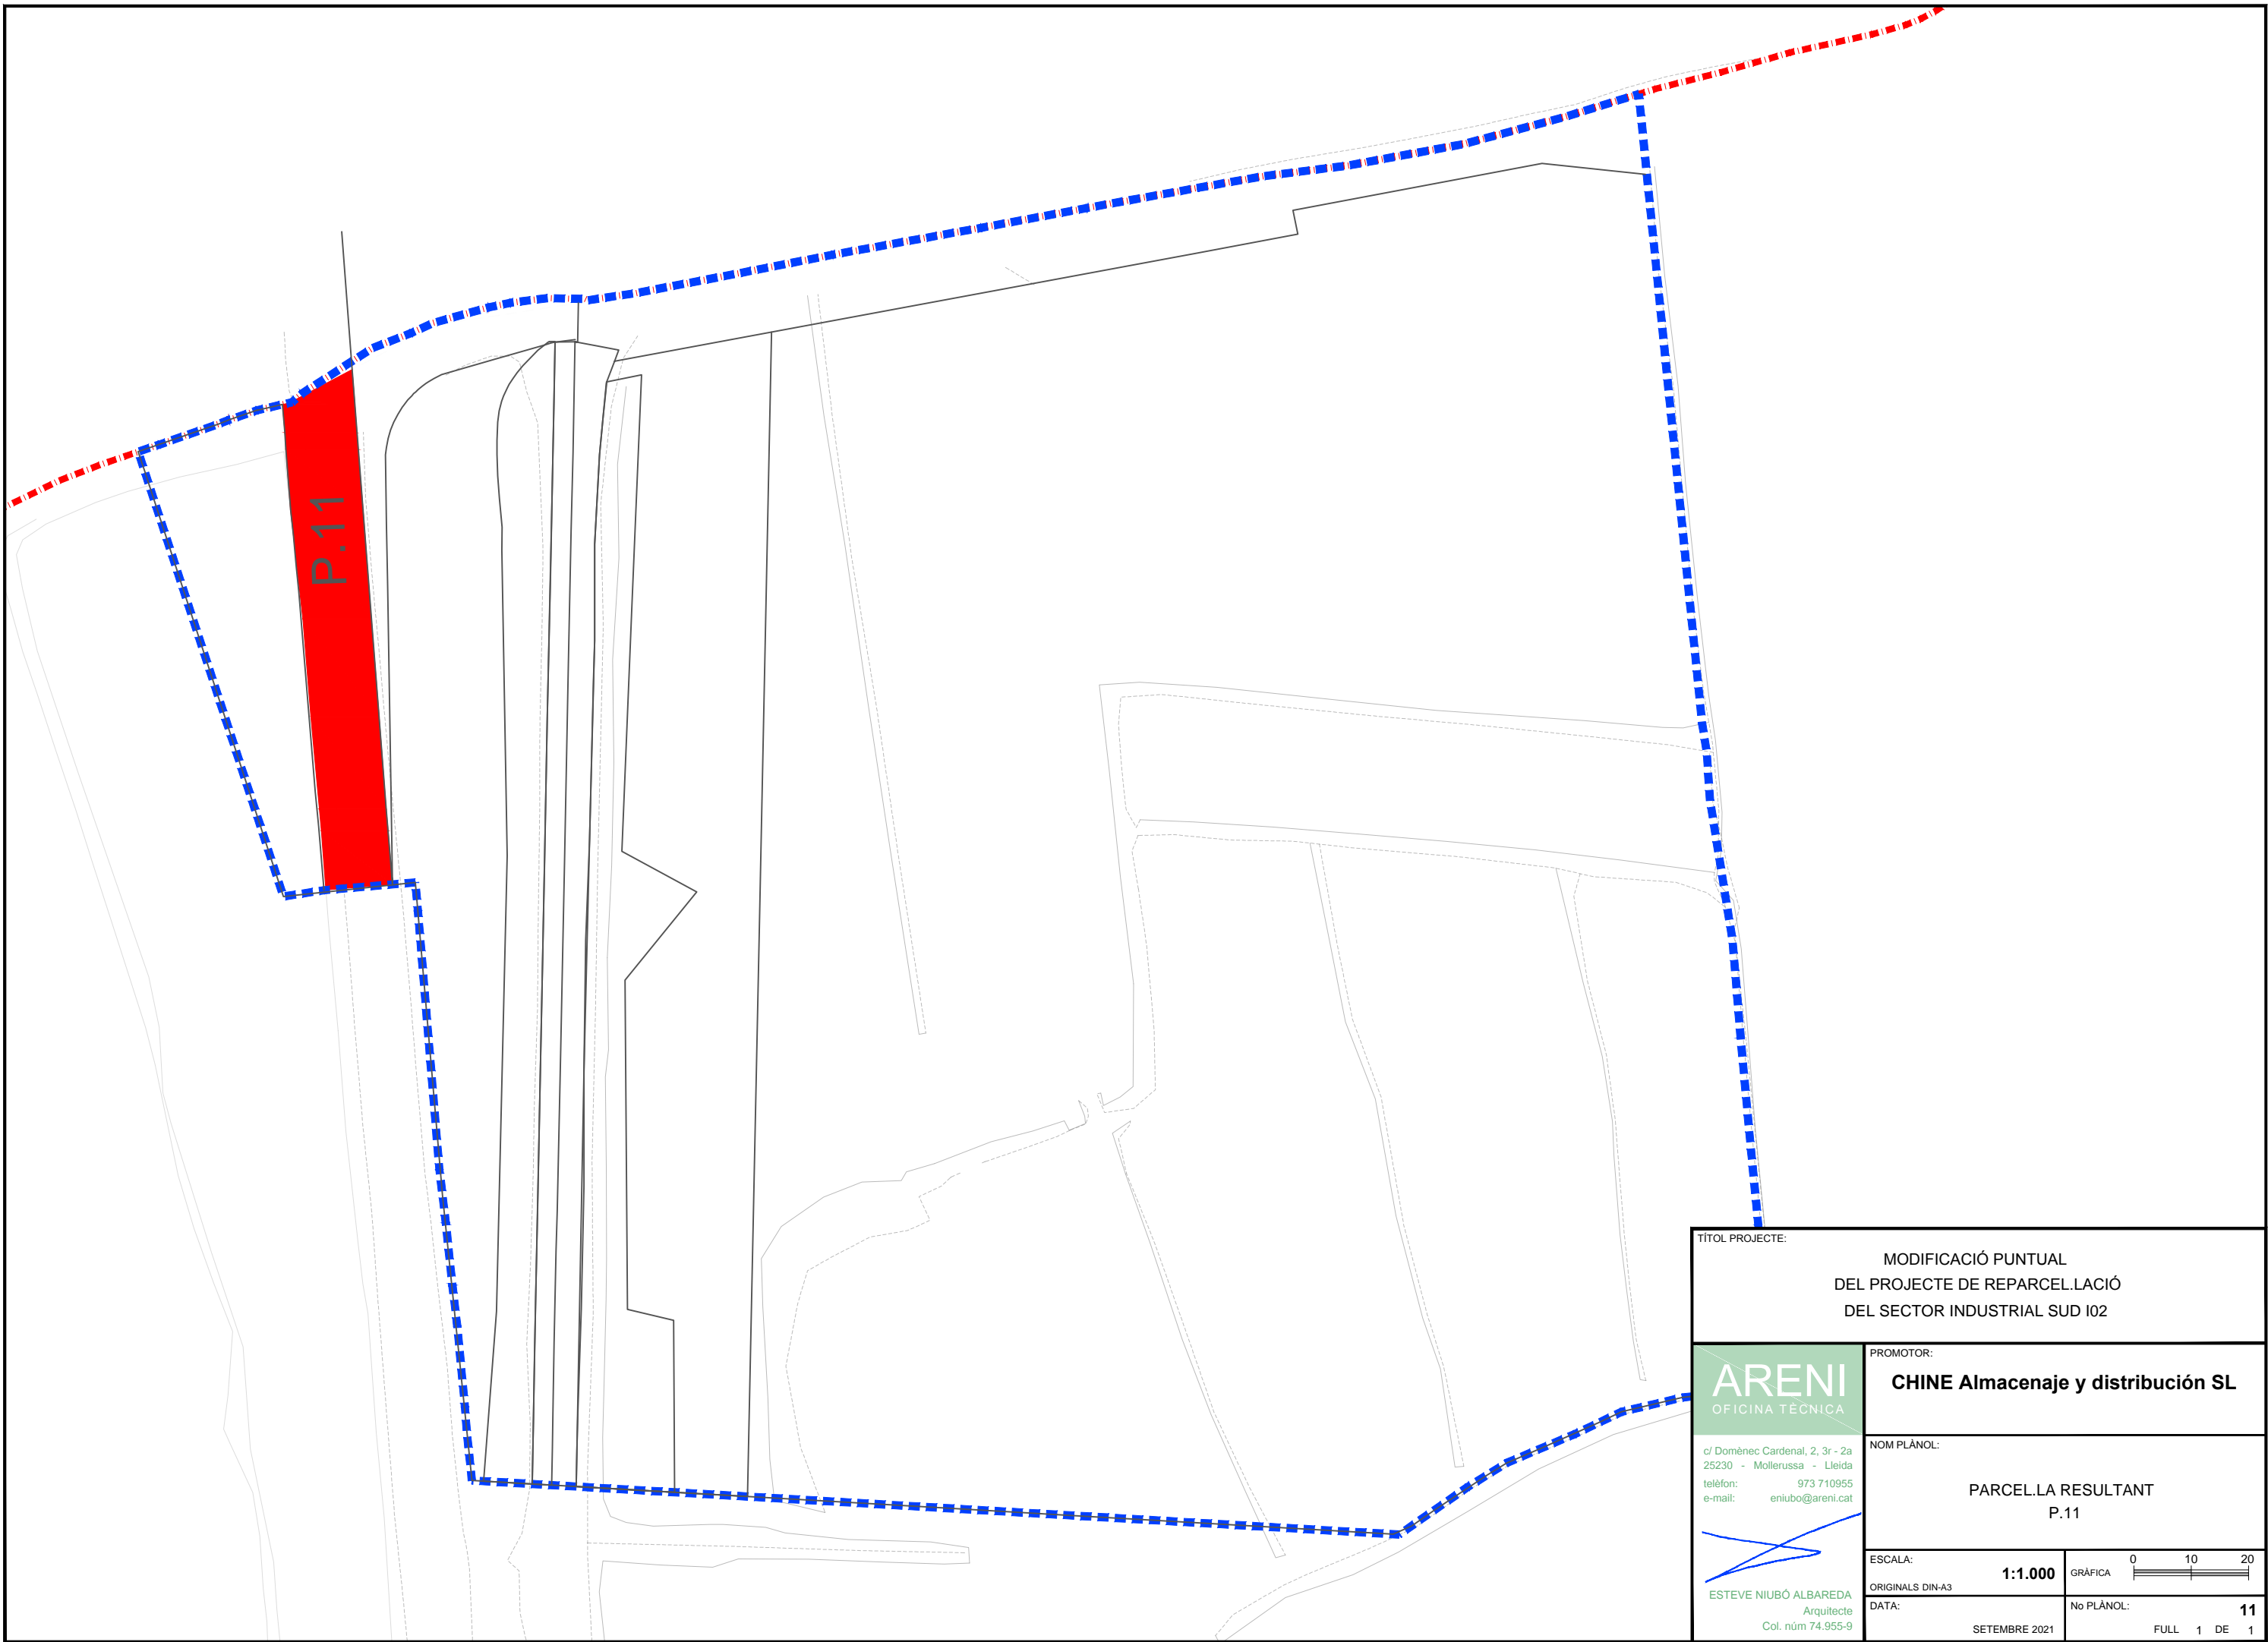 P.11
TÍTOL PROJECTE:
MODIFICACIÓ PUNTUAL
DEL PROJECTE DE REPARCEL.LACIÓ
DEL SECTOR INDUSTRIAL SUD I02
ARENI
OFICINA TÈCNICA
c/ Domènec Cardenal, 2, 3r - 2a
25230 - Mollerussa - Lleida
telèfon: 973 710955
e-mail: eniubo@areni.cat
ESTEVE NIUBÓ ALBAREDA
Arquitecte
Col. núm 74.955-9
PROMOTOR:
CHINE Almacenaje y distribución SL
NOM PLÀNOL:
PARCEL.LA RESULTANT
P.11
ESCALA:
1:1.000
ORIGINALS DIN-A3
GRÀFICA
0 10 20
DATA:
SETEMBRE 2021
No PLÀNOL:
11
FULL 1 DE 1